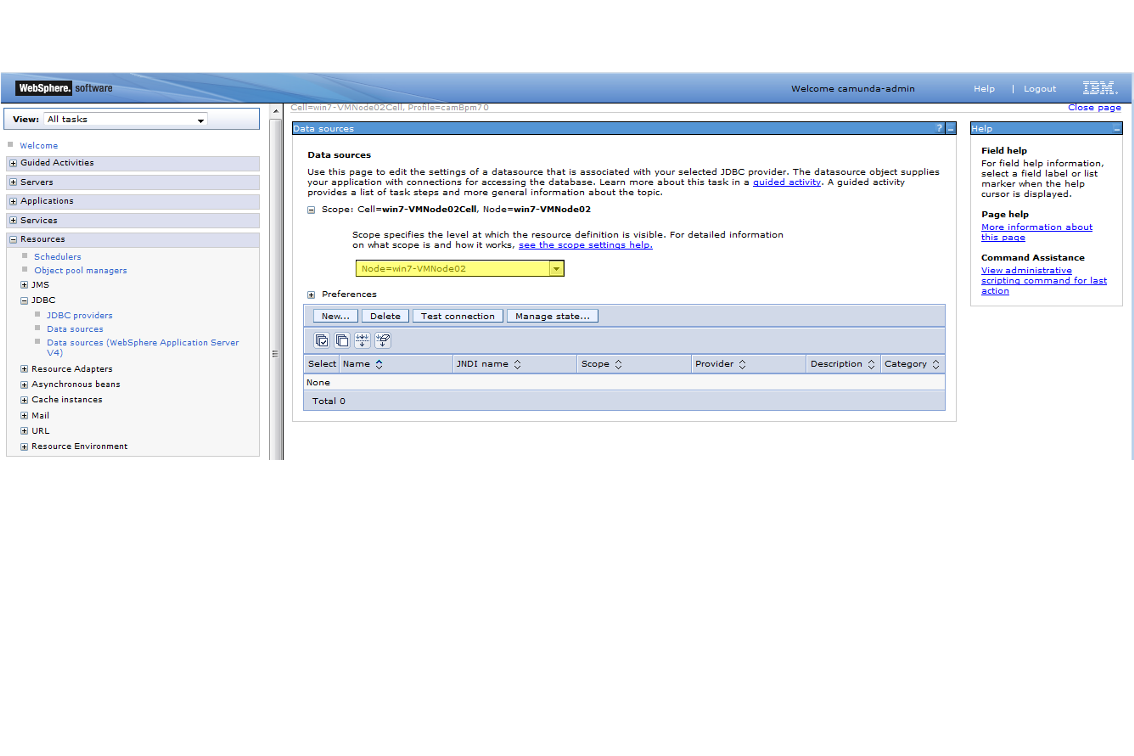 WebSphere. software
Welcome camunda-admin
Help | Logout
IBM.
View: All tasks
Cell=win7-VMNode02Cell, Profile=camBpm70
Close page
Welcome
Guided Activities
Servers
Applications
Services
Resources
Schedulers
Object pool managers
JMS
JDBC
JDBC providers
Data sources
Data sources (WebSphere Application Server
V4)
Resource Adapters
Asynchronous beans
Cache instances
Mail
URL
Resource Environment
Data sources
?
Data sources
Use this page to edit the settings of a datasource that is associated with your selected JDBC provider. The datasource object supplies
your application with connections for accessing the database. Learn more about this task in a guided activity. A guided activity
provides a list of task steps and more general information about the topic.
Scope: Cell=win7-VMNode02Cell, Node=win7-VMNode02
Scope specifies the level at which the resource definition is visible. For detailed information
on what scope is and how it works, see the scope settings help.
Node=win7-VMNode02
Preferences
New... Delete Test connection Manage state...
Select Name JNDI name Scope Provider Description Category
None
Total 0
Help
Field help
For field help information,
select a field label or list
marker when the help
cursor is displayed.
Page help
More information about
this page
Command Assistance
View administrative
scripting command for last
action